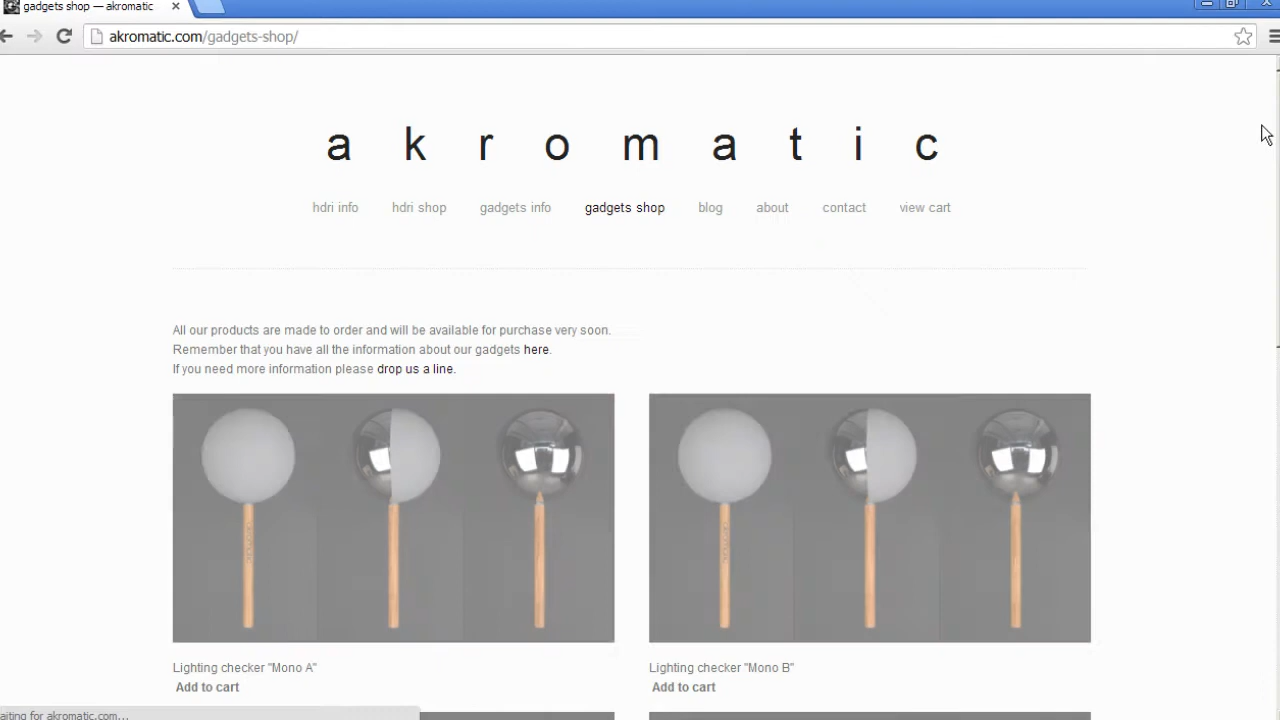 gadgets shop — akromatic
akromatic.com/gadgets-shop/
a k r o m a t i c
hdri info hdri shop gadgets info gadgets shop blog about contact view cart
All our products are made to order and will be available for purchase very soon.
Remember that you have all the information about our gadgets here.
If you need more information please drop us a line.
Lighting checker "Mono A"
Add to cart
Lighting checker "Mono B"
Add to cart
aiting for akromatic.com...